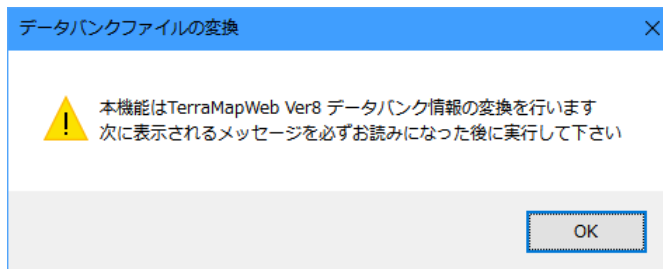 データバンクファイルの変換
本機能はTerraMapWeb Ver8 データバンク情報の変換を行います
次に表示されるメッセージを必ずお読みになった後に実行して下さい
OK